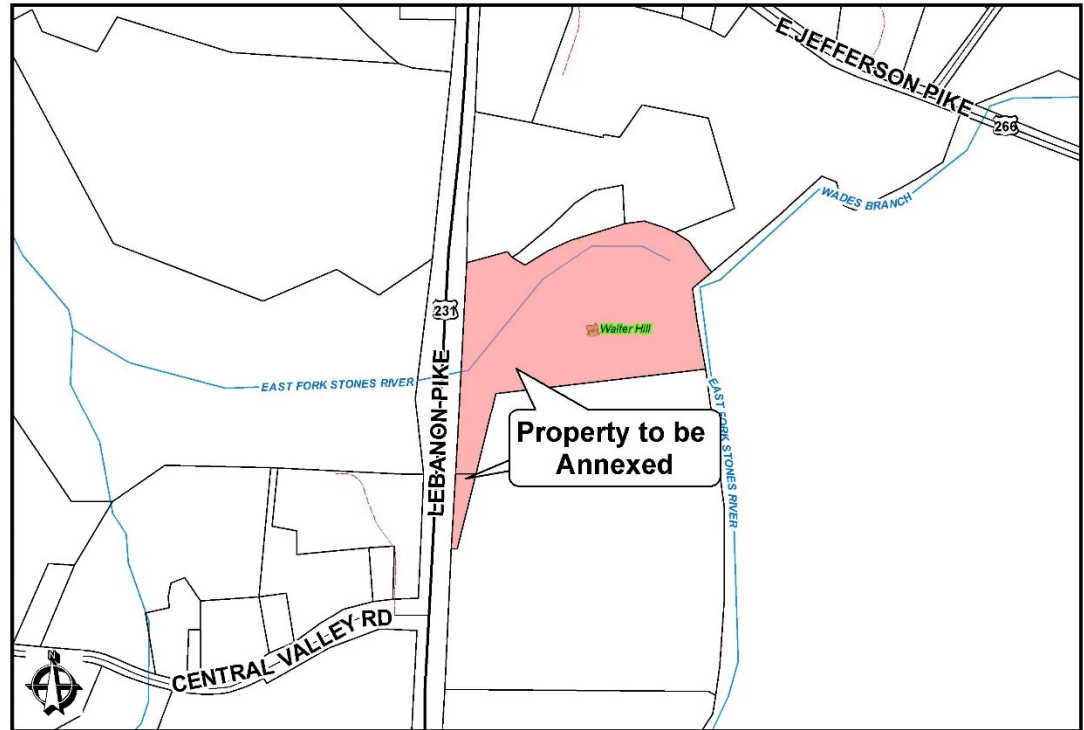 E JEFFERSON PIKE
266
WADES BRANCH
231
Walter Hill
EAST FORK STONES RIVER
LEBANON PIKE
Property to be
Annexed
EAST FORK STONES RIVER
CENTRAL VALLEY RD
N